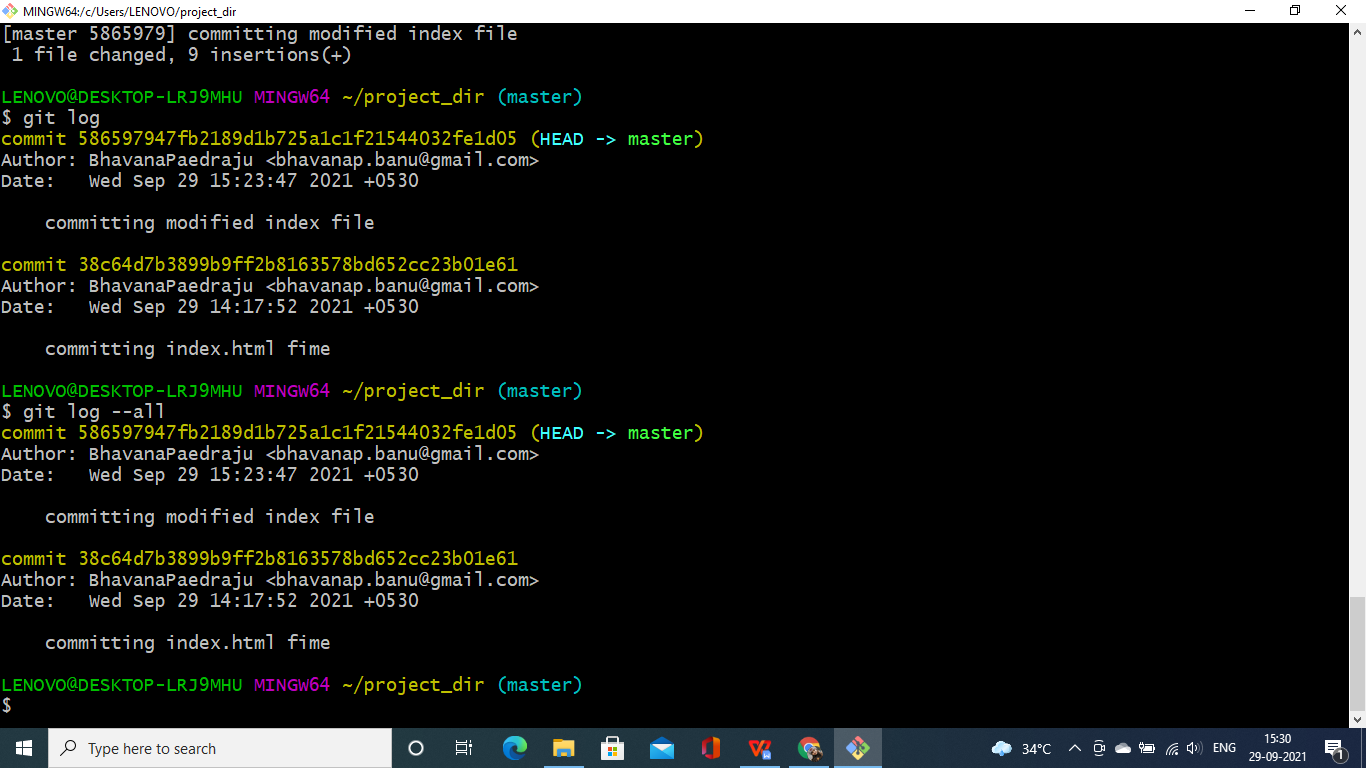 MINGW64:/c/Users/LENOVO/project_dir
[master 5865979] committing modified index file
 1 file changed, 9 insertions(+)
LENOVO@DESKTOP-LRJ9MHU MINGW64 ~/project_dir (master)
$ git log
commit 586597947fb2189d1b725a1c1f21544032fe1d05 (HEAD -> master)
Author: BhavanaPaedraju <bhavanap.banu@gmail.com>
Date:   Wed Sep 29 15:23:47 2021 +0530
    committing modified index file
commit 38c64d7b3899b9ff2b8163578bd652cc23b01e61
Author: BhavanaPaedraju <bhavanap.banu@gmail.com>
Date:   Wed Sep 29 14:17:52 2021 +0530
    committing index.html fime
LENOVO@DESKTOP-LRJ9MHU MINGW64 ~/project_dir (master)
$ git log --all
commit 586597947fb2189d1b725a1c1f21544032fe1d05 (HEAD -> master)
Author: BhavanaPaedraju <bhavanap.banu@gmail.com>
Date:   Wed Sep 29 15:23:47 2021 +0530
    committing modified index file
commit 38c64d7b3899b9ff2b8163578bd652cc23b01e61
Author: BhavanaPaedraju <bhavanap.banu@gmail.com>
Date:   Wed Sep 29 14:17:52 2021 +0530
    committing index.html fime
LENOVO@DESKTOP-LRJ9MHU MINGW64 ~/project_dir (master)
$
Type here to search
34°C
ENG
15:30
29-09-2021
1